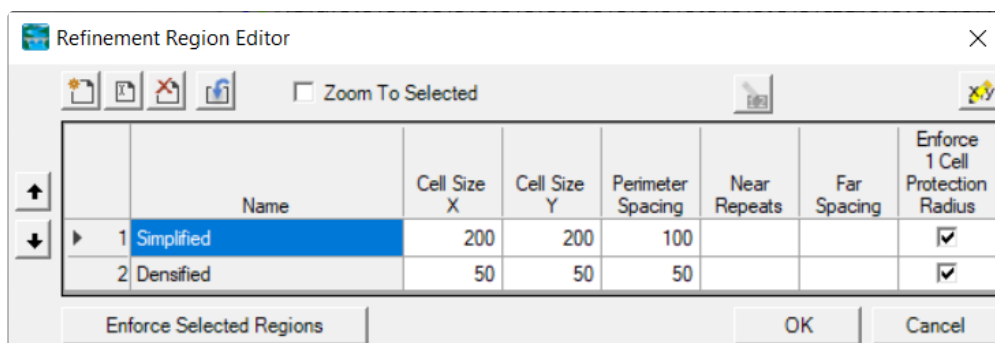 Refinement Region Editor
Zoom To Selected
Name Cell Size X Cell Size Y Perimeter Spacing Near Repeats Far Spacing Enforce 1 Cell Protection Radius
1 Simplified 200 200 100
2 Densified 50 50 50
Enforce Selected Regions OK Cancel